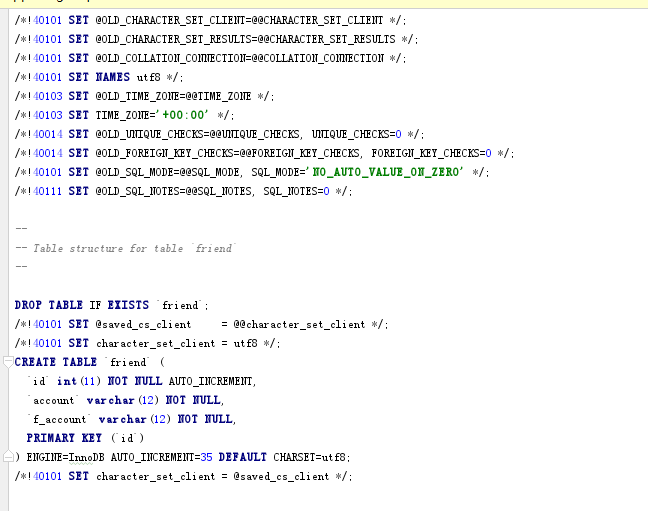 /*!40101 SET @OLD_CHARACTER_SET_CLIENT=@@CHARACTER_SET_CLIENT */;
/*!40101 SET @OLD_CHARACTER_SET_RESULTS=@@CHARACTER_SET_RESULTS */;
/*!40101 SET @OLD_COLLATION_CONNECTION=@@COLLATION_CONNECTION */;
/*!40101 SET NAMES utf8 */;
/*!40103 SET @OLD_TIME_ZONE=@@TIME_ZONE */;
/*!40103 SET TIME_ZONE='+00:00' */;
/*!40014 SET @OLD_UNIQUE_CHECKS=@@UNIQUE_CHECKS, UNIQUE_CHECKS=0 */;
/*!40014 SET @OLD_FOREIGN_KEY_CHECKS=@@FOREIGN_KEY_CHECKS, FOREIGN_KEY_CHECKS=0 */;
/*!40101 SET @OLD_SQL_MODE=@@SQL_MODE, SQL_MODE='NO_AUTO_VALUE_ON_ZERO' */;
/*!40111 SET @OLD_SQL_NOTES=@@SQL_NOTES, SQL_NOTES=0 */;
--
-- Table structure for table `friend`
--
DROP TABLE IF EXISTS `friend`;
/*!40101 SET @saved_cs_client     = @@character_set_client */;
/*!40101 SET character_set_client = utf8 */;
CREATE TABLE `friend` (
  `id` int(11) NOT NULL AUTO_INCREMENT,
  `account` varchar(12) NOT NULL,
  `f_account` varchar(12) NOT NULL,
  PRIMARY KEY (`id`)
) ENGINE=InnoDB AUTO_INCREMENT=35 DEFAULT CHARSET=utf8;
/*!40101 SET character_set_client = @saved_cs_client */;